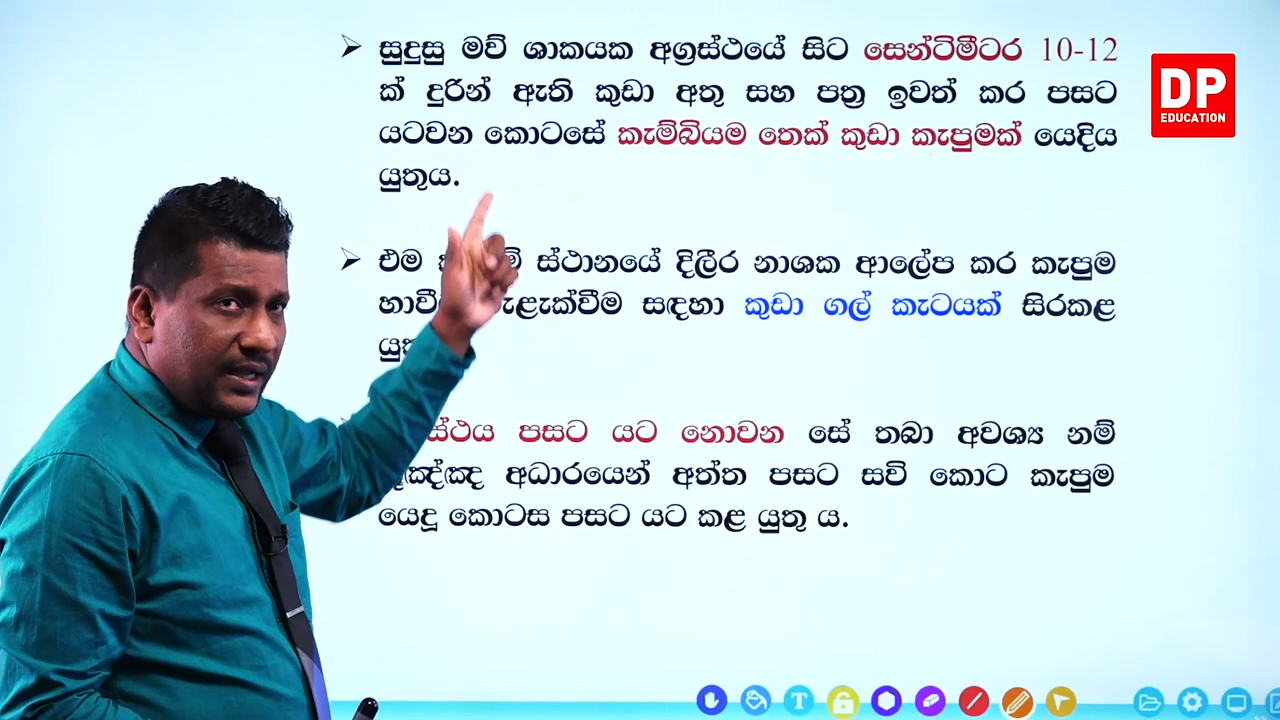 සුදුසු මව් ශාකයක අග්‍රස්ථයේ සිට සෙන්ටිමීටර 10-12
ක් දුරින් ඇති කුඩා අතු සහ පත්‍ර ඉවත් කර පසට
යටවන කොටසේ කැම්බියම තෙක් කුඩා කැපුමක් යෙදිය
යුතුය.
DP
EDUCATION
එම ස්ථානයේ දිලීර නාශක ආලේප කර කැපුම
සඳහා කුඩා ගල් කැටයක් සිරකළ
පසට යට නොවන සේ තබා අවශ්‍ය නම්
අධාරයෙන් අත්ත පසට සවි කොට කැපුම
යෙදූ කොටස පසට යට කළ යුතු ය.